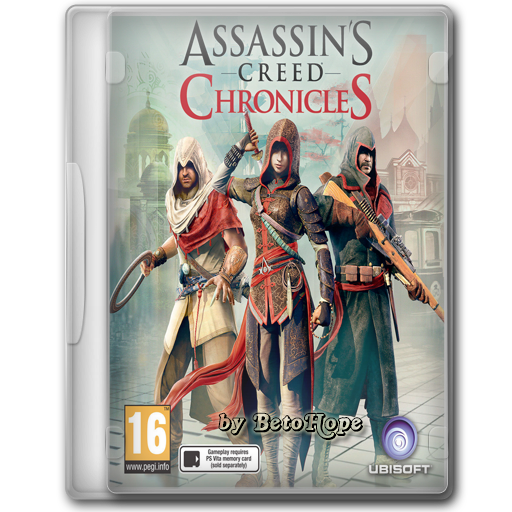 ASSASSIN'S
CREED
CHRONICLES
by BetoHope
16
www.pegi.info
Gameplay requires
PS Vita memory card
(sold separately)
UBISOFT